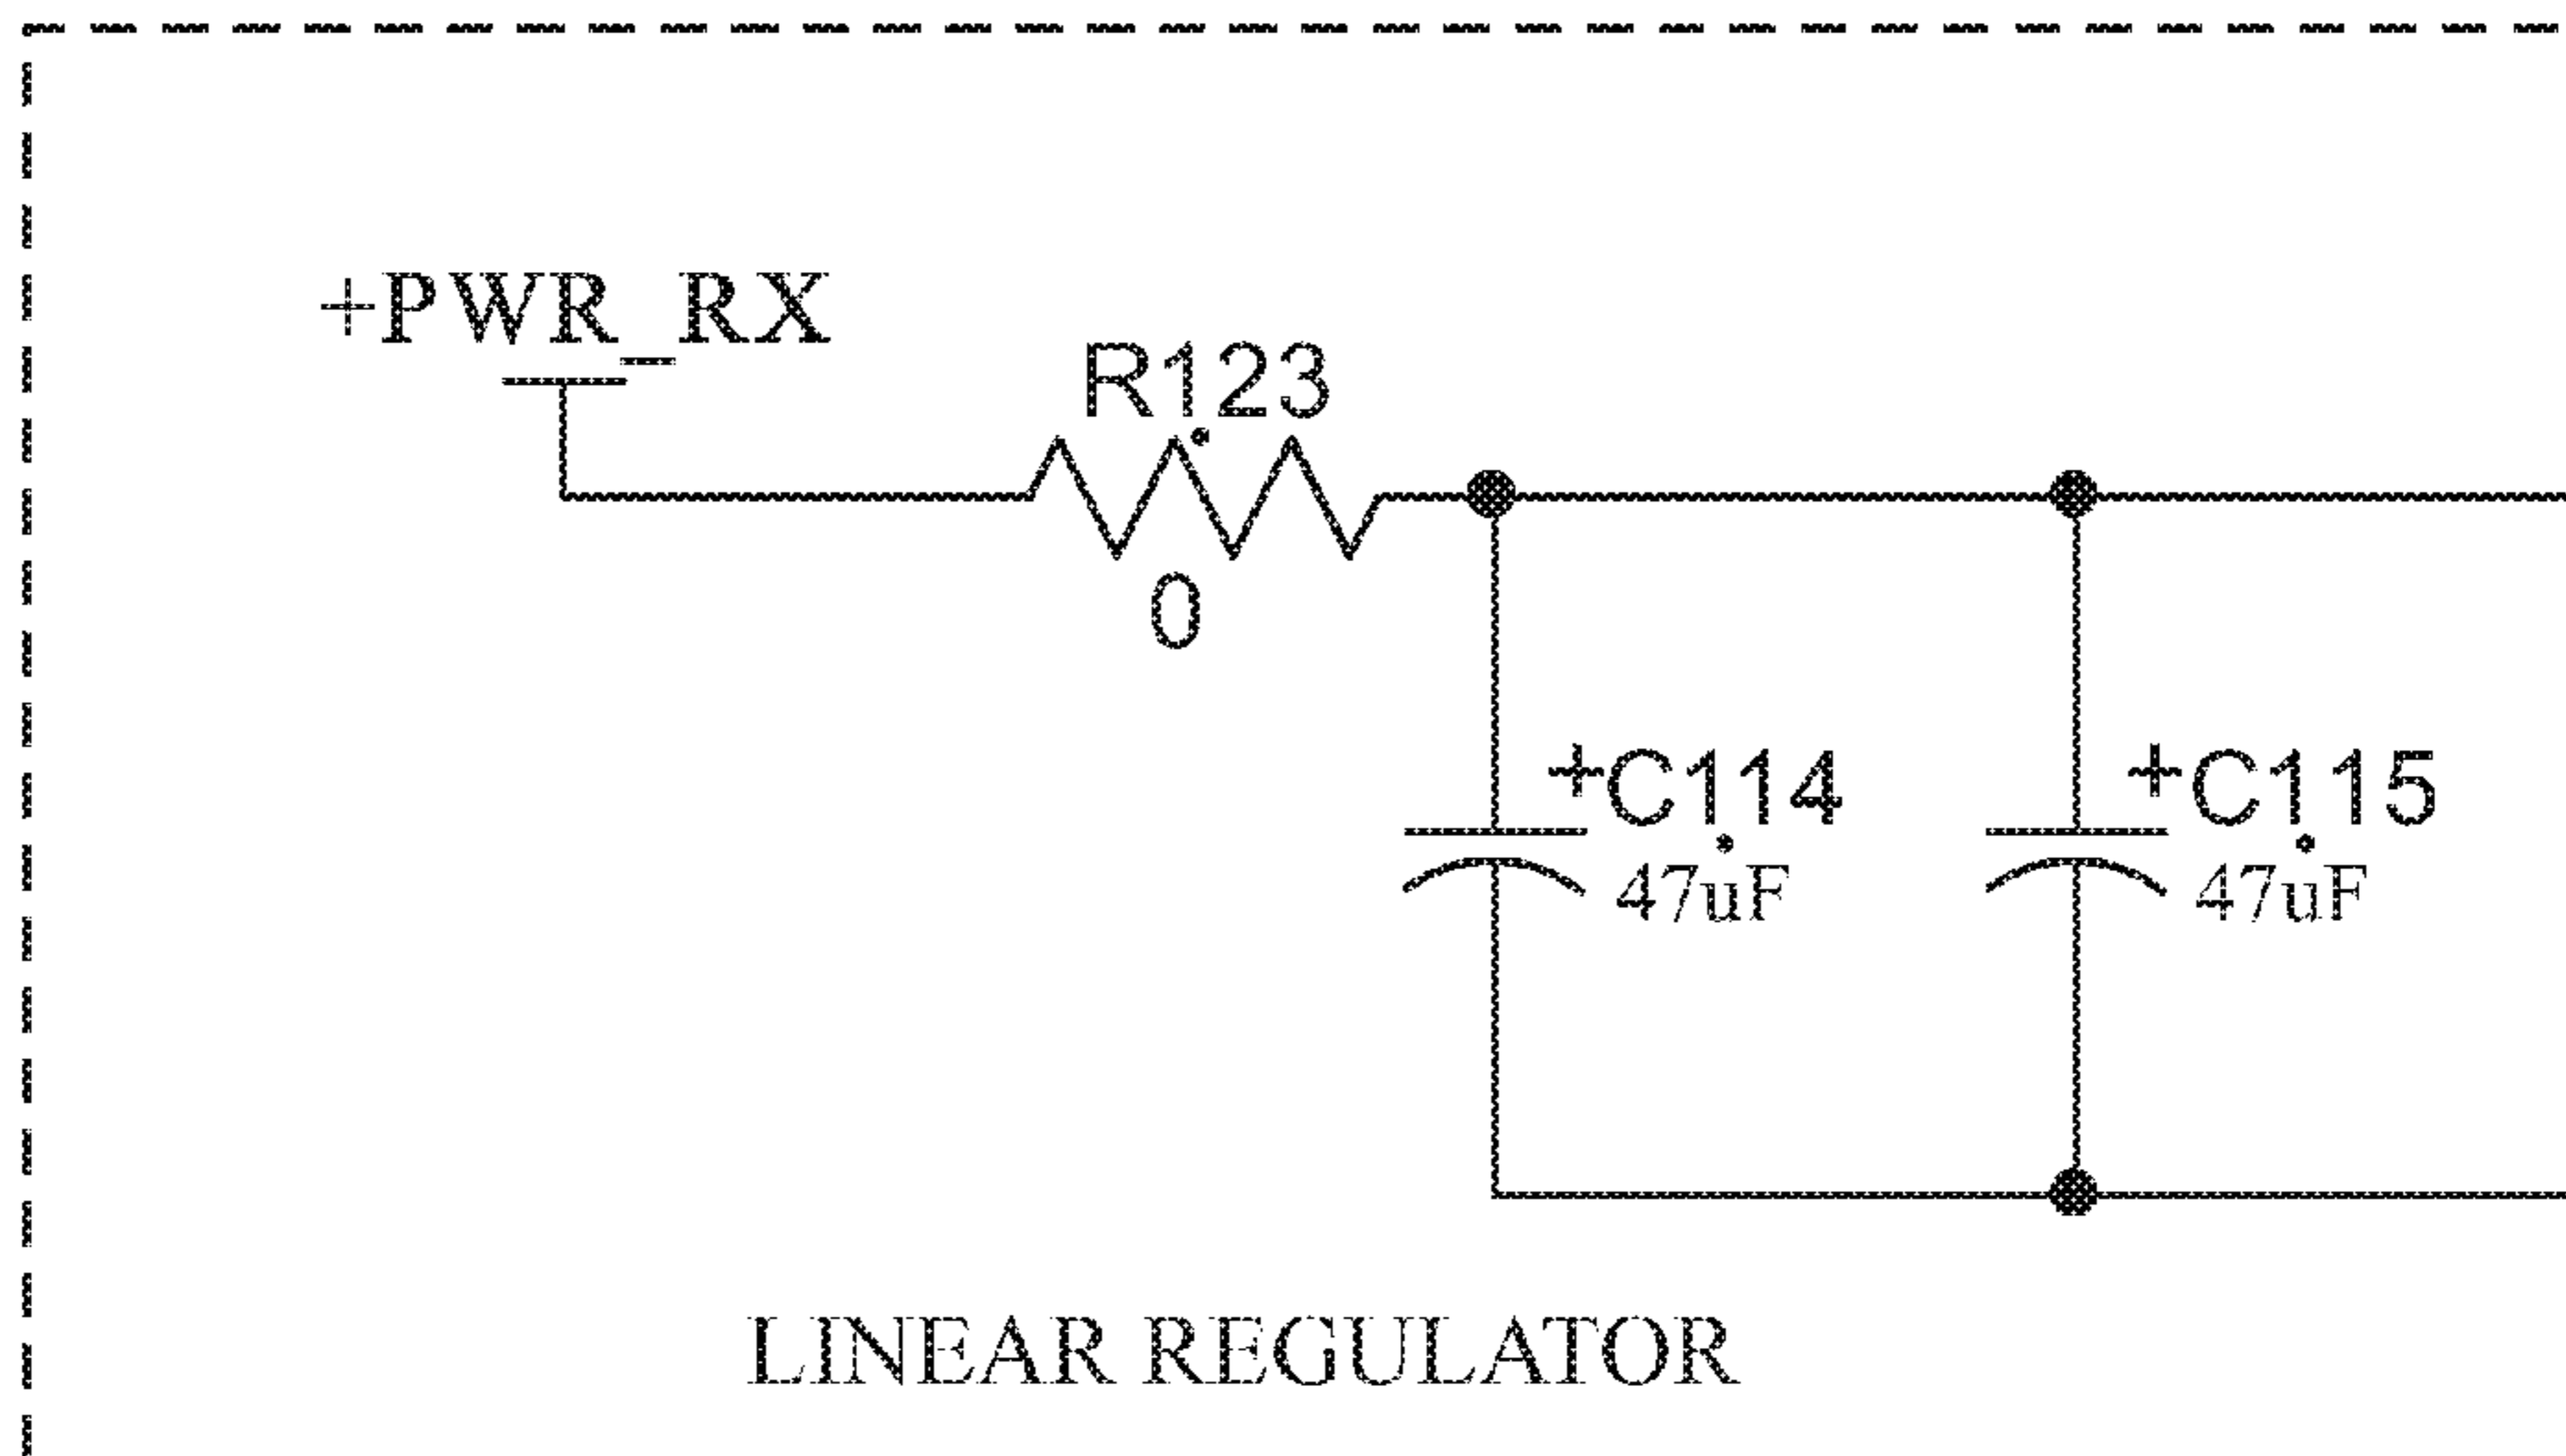 +PWR_RX
R123
0
+C114
47uF
+C115
47uF
LINEAR REGULATOR